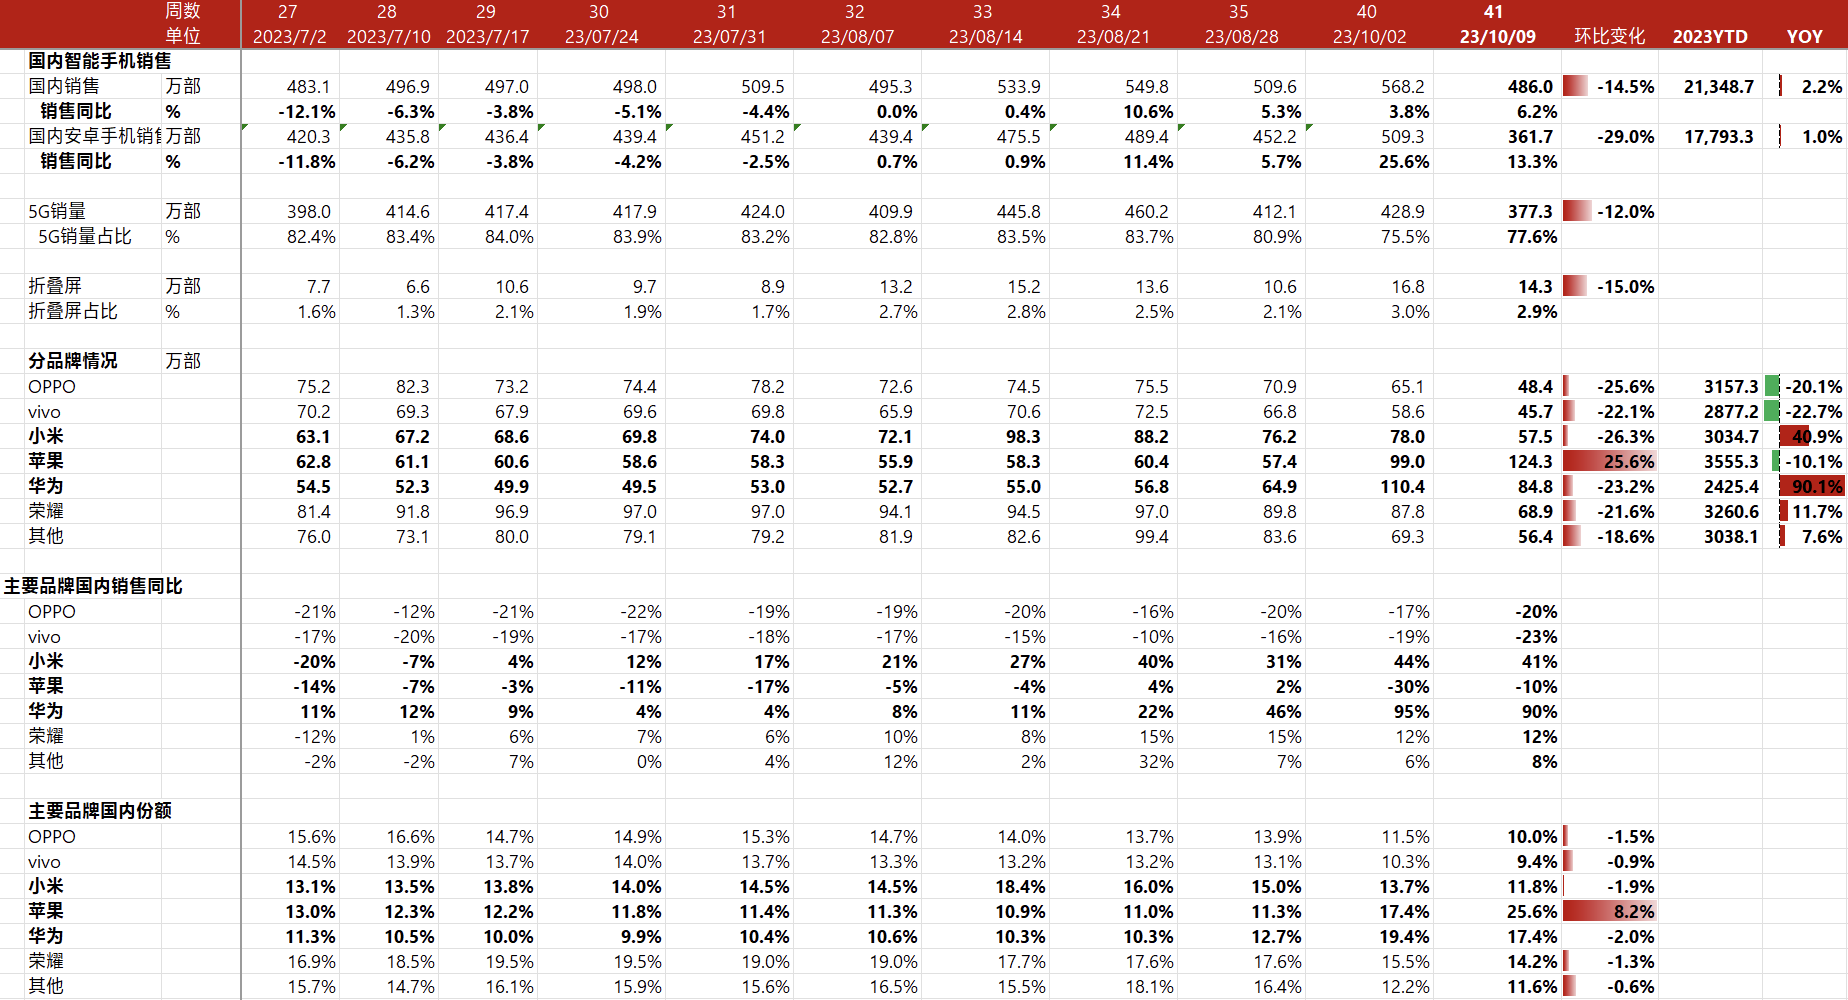 周数 27 28 29 30 31 32 33 34 35 40 41
单位 2023/7/2 2023/7/10 2023/7/17 23/07/24 23/07/31 23/08/07 23/08/14 23/08/21 23/08/28 23/10/02 23/10/09 环比变化 2023YTD YOY
国内智能手机销售
国内销售 万部 483.1 496.9 497.0 498.0 509.5 495.3 533.9 549.8 509.6 568.2 486.0 -14.5% 21,348.7 2.2%
销售同比 % -12.1% -6.3% -3.8% -5.1% -4.4% 0.0% 0.4% 10.6% 5.3% 3.8% 6.2%
国内安卓手机销 万部 420.3 435.8 436.4 439.4 451.2 439.4 475.5 489.4 452.2 509.3 361.7 -29.0% 17,793.3 1.0%
销售同比 % -11.8% -6.2% -3.8% -4.2% -2.5% 0.7% 0.9% 11.4% 5.7% 25.6% 13.3%
5G销量 万部 398.0 414.6 417.4 417.9 424.0 409.9 445.8 460.2 412.1 428.9 377.3 -12.0%
5G销量占比 % 82.4% 83.4% 84.0% 83.9% 83.2% 82.8% 83.5% 83.7% 80.9% 75.5% 77.6%
折叠屏 万部 7.7 6.6 10.6 9.7 8.9 13.2 15.2 13.6 10.6 16.8 14.3 -15.0%
折叠屏占比 % 1.6% 1.3% 2.1% 1.9% 1.7% 2.7% 2.8% 2.5% 2.1% 3.0% 2.9%
分品牌情况 万部
OPPO 75.2 82.3 73.2 74.4 78.2 72.6 74.5 75.5 70.9 65.1 48.4 -25.6% 3157.3 -20.1%
vivo 70.2 69.3 67.9 69.6 69.8 65.9 70.6 72.5 66.8 58.6 45.7 -22.1% 2877.2 -22.7%
小米 63.1 67.2 68.6 69.8 74.0 72.1 98.3 88.2 76.2 78.0 57.5 -26.3% 3034.7 40.9%
苹果 62.8 61.1 60.6 58.6 58.3 55.9 58.3 60.4 57.4 99.0 124.3 25.6% 3555.3 -10.1%
华为 54.5 52.3 49.9 49.5 53.0 52.7 55.0 56.8 64.9 110.4 84.8 -23.2% 2425.4 90.1%
荣耀 81.4 91.8 96.9 97.0 97.0 94.1 94.5 97.0 89.8 87.8 68.9 -21.6% 3260.6 11.7%
其他 76.0 73.1 80.0 79.1 79.2 81.9 82.6 99.4 83.6 69.3 56.4 -18.6% 3038.1 7.6%
主要品牌国内销售同比
OPPO -21% -12% -21% -22% -19% -19% -20% -16% -20% -17% -20%
vivo -17% -20% -19% -17% -18% -17% -15% -10% -16% -19% -23%
小米 -20% -7% 4% 12% 17% 21% 27% 40% 31% 44% 41%
苹果 -14% -7% -3% -11% -17% -5% -4% 4% 2% -30% -10%
华为 11% 12% 9% 4% 4% 8% 11% 22% 46% 95% 90%
荣耀 -12% 1% 6% 7% 6% 10% 8% 15% 15% 12% 12%
其他 -2% -2% 7% 0% 4% 12% 2% 32% 7% 6% 8%
主要品牌国内份额
OPPO 15.6% 16.6% 14.7% 14.9% 15.3% 14.7% 14.0% 13.7% 13.9% 11.5% 10.0% -1.5%
vivo 14.5% 13.9% 13.7% 14.0% 13.7% 13.3% 13.2% 13.2% 13.1% 10.3% 9.4% -0.9%
小米 13.1% 13.5% 13.8% 14.0% 14.5% 14.5% 18.4% 16.0% 15.0% 13.7% 11.8% -1.9%
苹果 13.0% 12.3% 12.2% 11.8% 11.4% 11.3% 10.9% 11.0% 11.3% 17.4% 25.6% 8.2%
华为 11.3% 10.5% 10.0% 9.9% 10.4% 10.6% 10.3% 10.3% 12.7% 19.4% 17.4% -2.0%
荣耀 16.9% 18.5% 19.5% 19.5% 19.0% 19.0% 17.7% 17.6% 17.6% 15.5% 14.2% -1.3%
其他 15.7% 14.7% 16.1% 15.9% 15.6% 16.5% 15.5% 18.1% 16.4% 12.2% 11.6% -0.6%